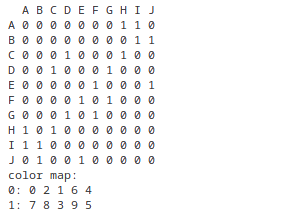 A B C D E F G H I J
A 0 0 0 0 0 0 0 1 1 0
B 0 0 0 0 0 0 0 0 1 1
C 0 0 0 1 0 0 0 1 0 0
D 0 0 1 0 0 0 1 0 0 0
E 0 0 0 0 0 1 0 0 0 1
F 0 0 0 0 1 0 1 0 0 0
G 0 0 0 1 0 1 0 0 0 0
H 1 0 1 0 0 0 0 0 0 0
I 1 1 0 0 0 0 0 0 0 0
J 0 1 0 0 1 0 0 0 0 0
color map:
0: 0 2 1 6 4
1: 7 8 3 9 5